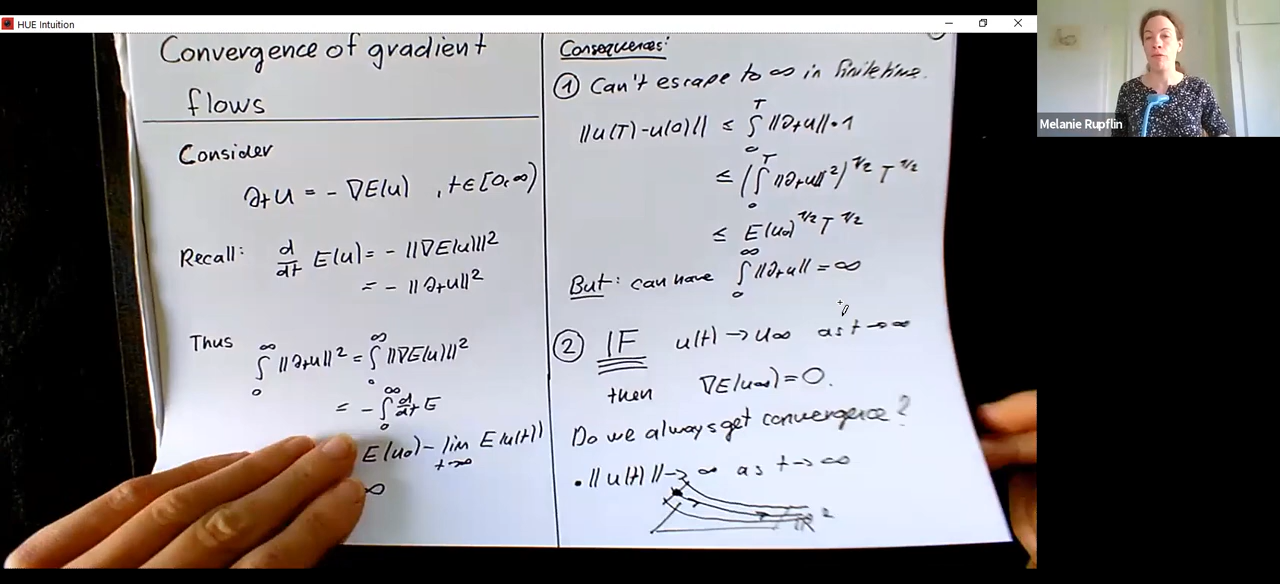 HUE Intuition
Convergence of gradient
flows
Consider
∂ₜu = - ∇E(u) , t∈[0,∞)
Recall: d/dt E(u) = - ||∇E(u)||²
= - ||∂ₜu||²
Thus ∫₀^∞ ||∂ₜu||² = ∫₀^∞ ||∇E(u)||²
= - ∫₀^∞ d/dt E
E(u₀) - lim_{t→∞} E(u(t))
∞
Consequences:
① Can't escape to ∞ in finite time.
||u(T)-u(0)|| ≤ ∫₀^T ||∂ₜu||·1
≤ (∫₀^T ||∂ₜu||²)^{1/2} T^{1/2}
≤ E(u₀)^{1/2} T^{1/2}
But: can have ∫₀^∞ ||∂ₜu|| = ∞
② IF u(t) → u∞ as t→∞
then ∇E(u∞) = 0.
Do we always get convergence?
• ||u(t)|| → ∞ as t→∞
ℝ²
Melanie Rupflin